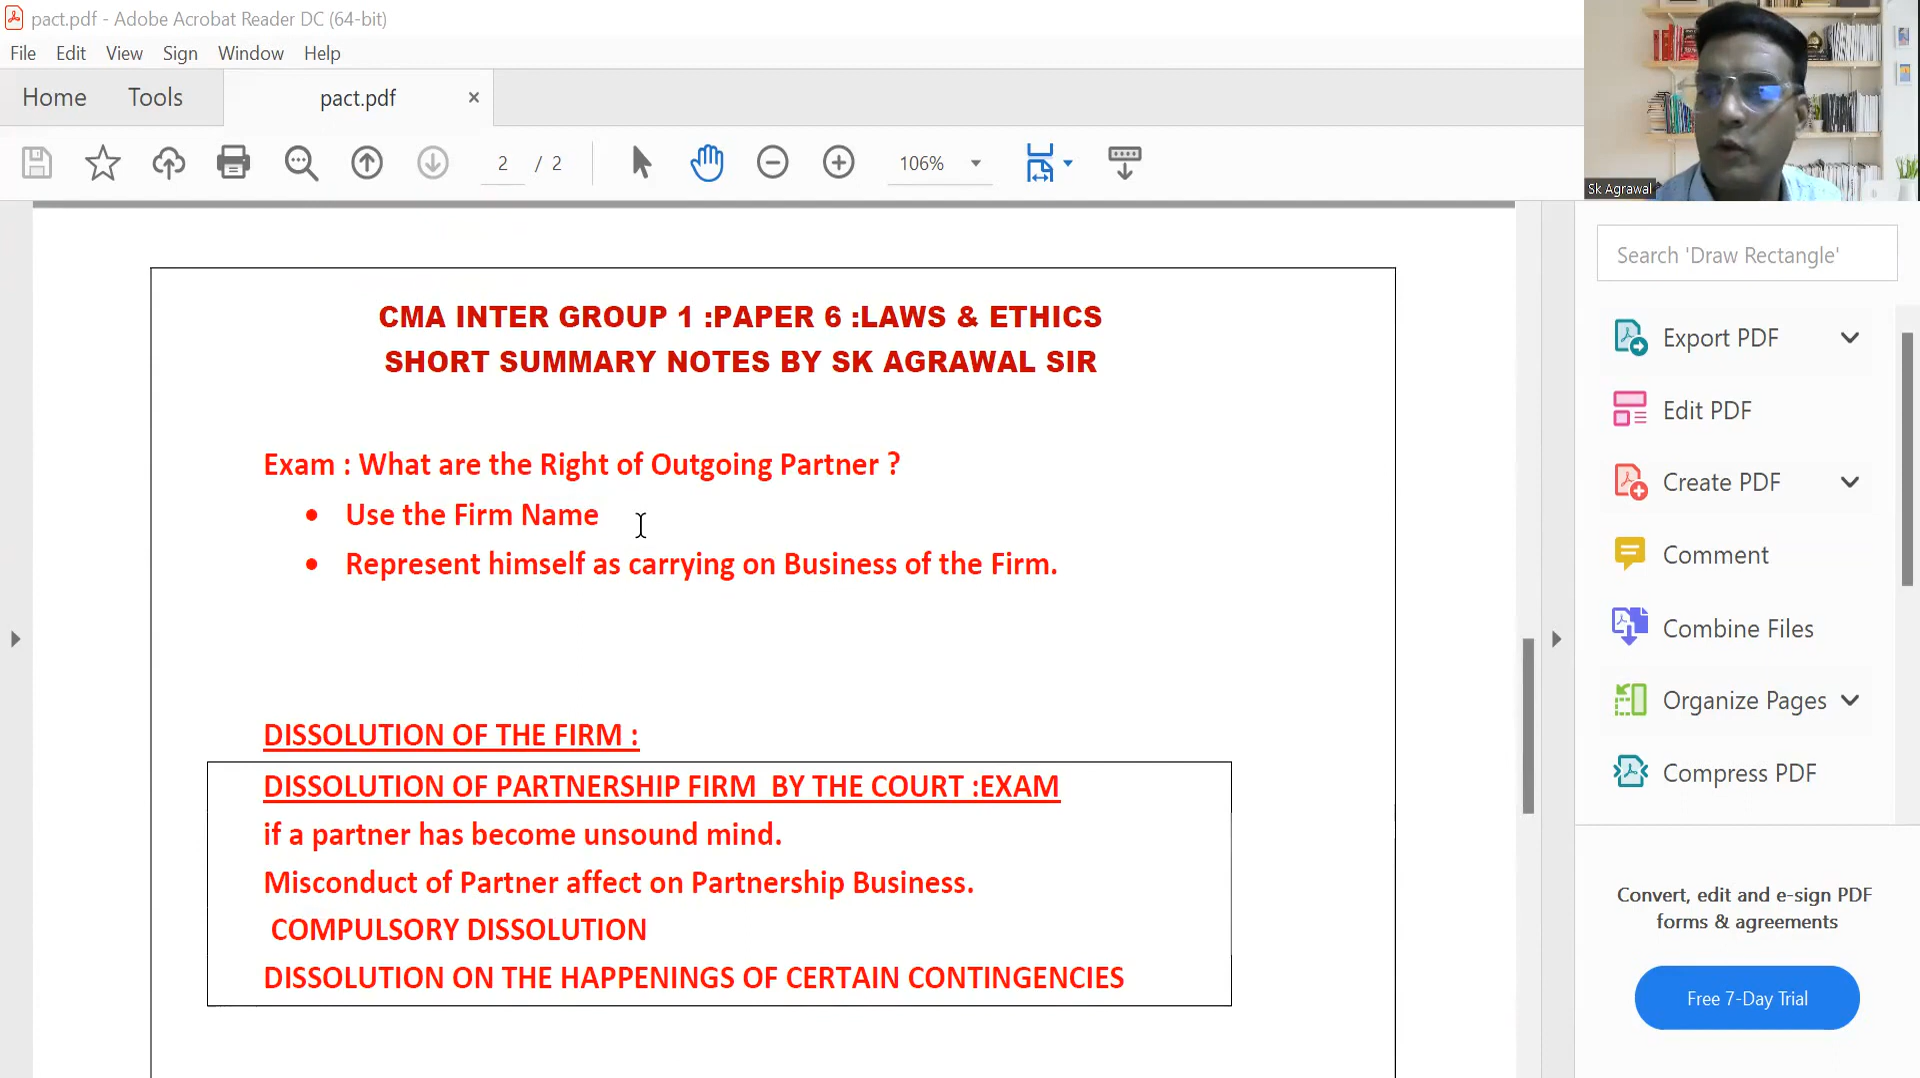 pact.pdf - Adobe Acrobat Reader DC (64-bit)
File Edit View Sign Window Help
Home Tools pact.pdf ×
2 / 2 106%
Sk Agrawal
Search 'Draw Rectangle'
Export PDF
Edit PDF
Create PDF
Comment
Combine Files
Organize Pages
Compress PDF
Convert, edit and e-sign PDF
forms & agreements
Free 7-Day Trial
CMA INTER GROUP 1 :PAPER 6 :LAWS & ETHICS
SHORT SUMMARY NOTES BY SK AGRAWAL SIR
Exam : What are the Right of Outgoing Partner ?
• Use the Firm Name
• Represent himself as carrying on Business of the Firm.
DISSOLUTION OF THE FIRM :
DISSOLUTION OF PARTNERSHIP FIRM BY THE COURT :EXAM
if a partner has become unsound mind.
Misconduct of Partner affect on Partnership Business.
COMPULSORY DISSOLUTION
DISSOLUTION ON THE HAPPENINGS OF CERTAIN CONTINGENCIES